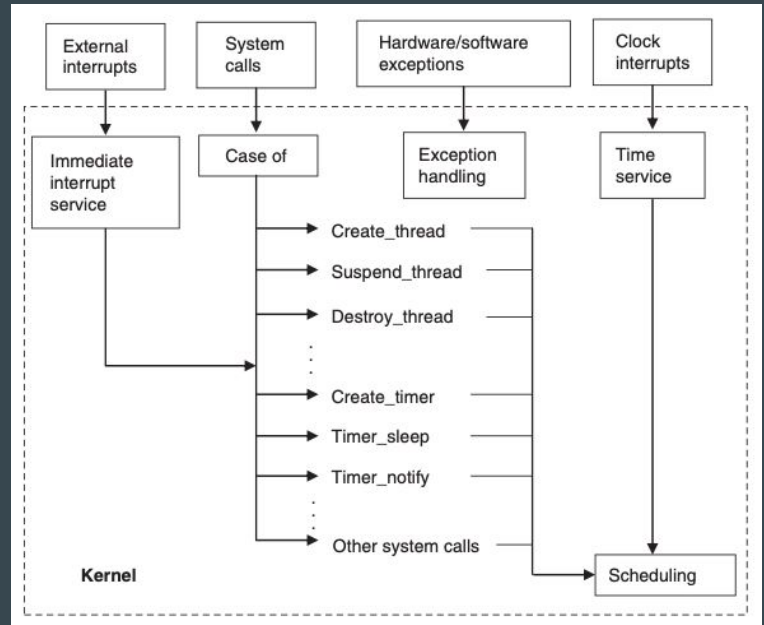 External
interrupts
System
calls
Hardware/software
exceptions
Clock
interrupts
Immediate
interrupt
service
Case of
Exception
handling
Time
service
Create_thread
Suspend_thread
Destroy_thread
Create_timer
Timer_sleep
Timer_notify
Other system calls
Kernel
Scheduling